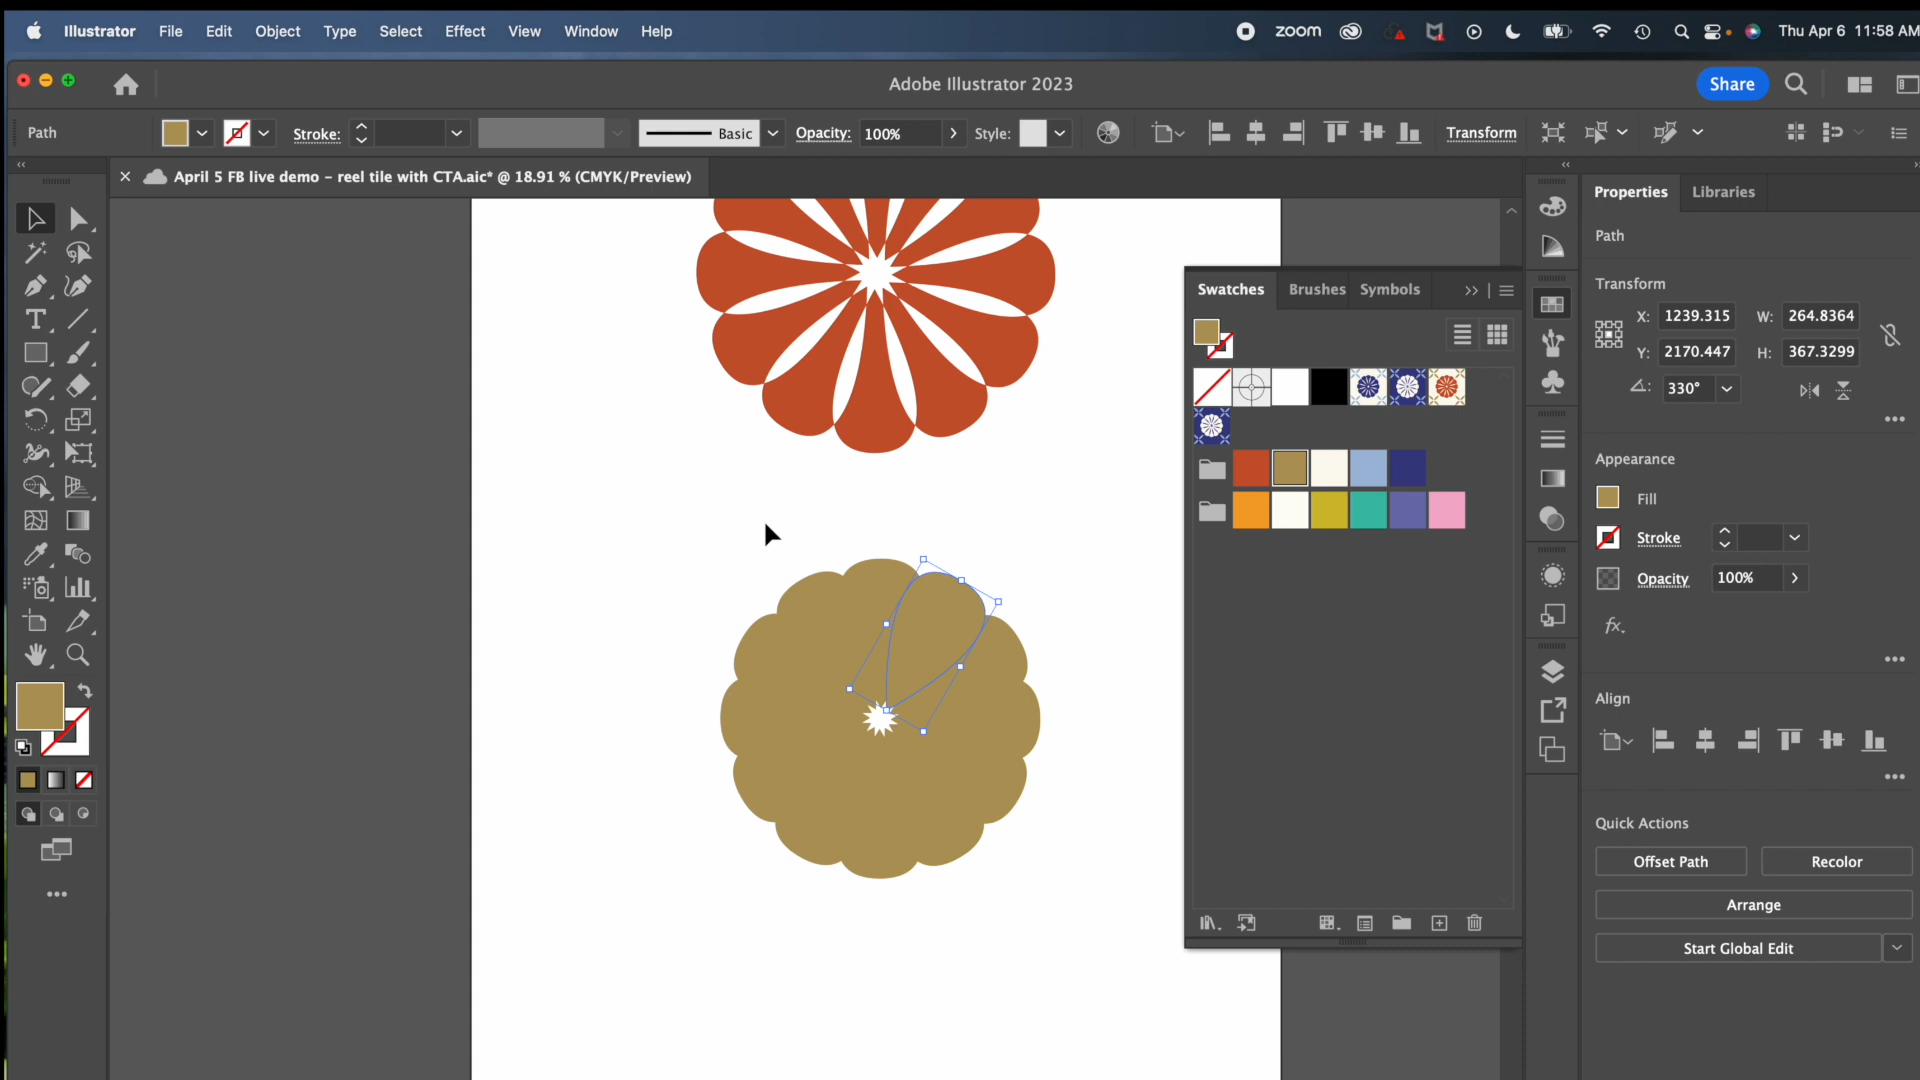 Illustrator File Edit Object Type Select Effect View Window Help zoom Thu Apr 6 11:58 AM
Adobe Illustrator 2023 Share
Path Stroke: Basic Opacity: 100% Style: Transform
April 5 FB live demo - reel tile with CTA.aic* @ 18.91 % (CMYK/Preview)
Swatches Brushes Symbols
Properties Libraries
Path
Transform
X: 1239.315 W: 264.8364
Y: 2170.447 H: 367.3299
330°
Appearance
Fill
Stroke
Opacity 100%
fx.
Align
Quick Actions
Offset Path Recolor
Arrange
Start Global Edit